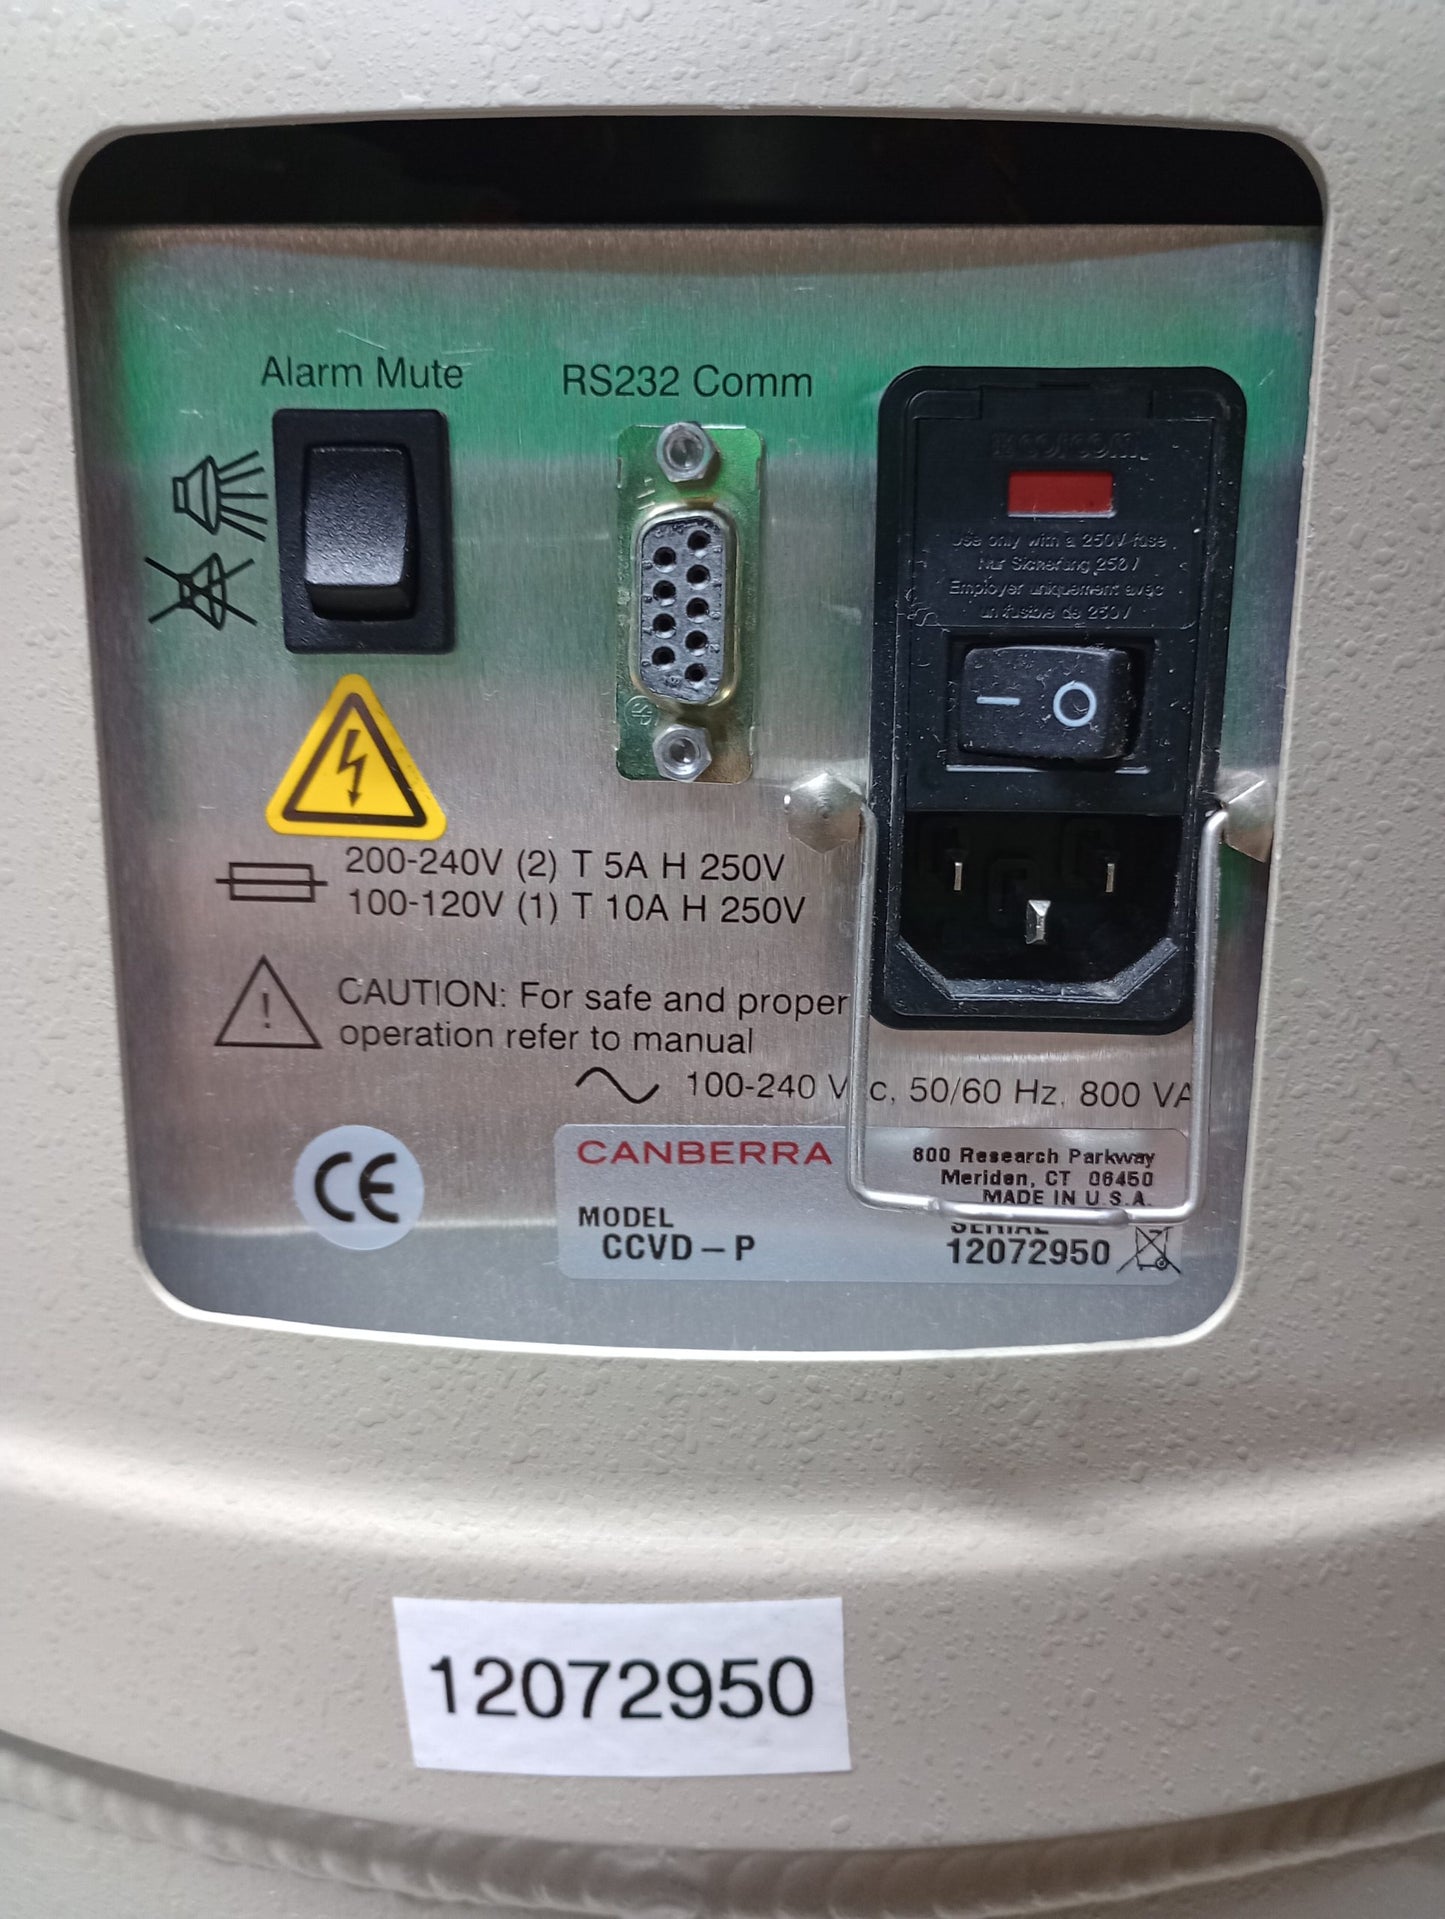 Alarm Mute
RS232 Comm
corcom
Use only with a 250V fuse
Nur Sicherung 250V
Employer uniquement avec
un fusible de 250V
200-240V (2) T 5A H 250V
100-120V (1) T 10A H 250V
CAUTION: For safe and proper
operation refer to manual
100-240 V c, 50/60 Hz, 800 VA
CE
CANBERRA
800 Research Parkway
Meriden, CT 06450
MADE IN U.S.A.
MODEL
CCVD – P
SERIAL
12072950
12072950